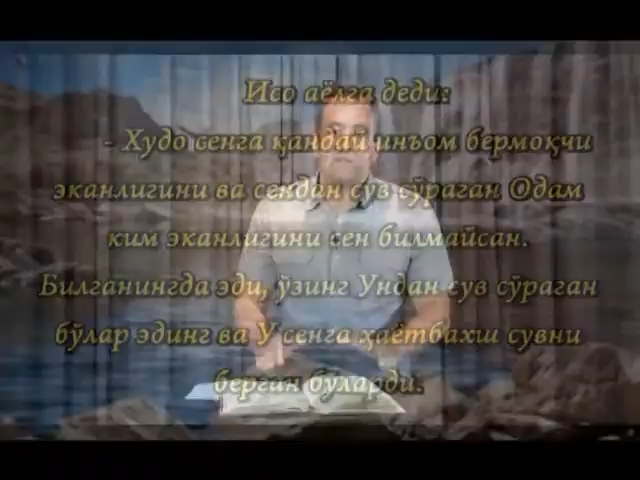 Исо аёлга деди:
- Худо сенга қандай инъом бермоқчи
эканлигини ва сендан сув сўраган Одам
ким эканлигини сен билмайсан.
Билганингда эди, ўзинг Ундан сув сўраган
бўлар эдинг ва У сенга ҳаётбахш сувни
берган бўларди.